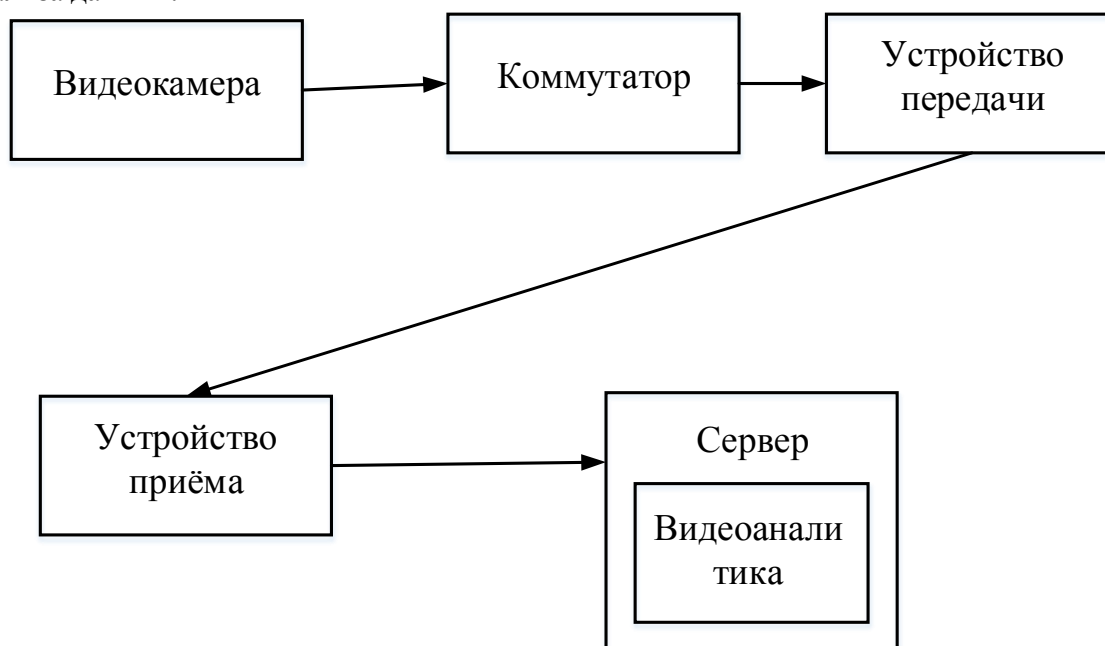 Видеокамера
Коммутатор
Устройство
передачи
Устройство
приёма
Сервер
Видеоанали
тика